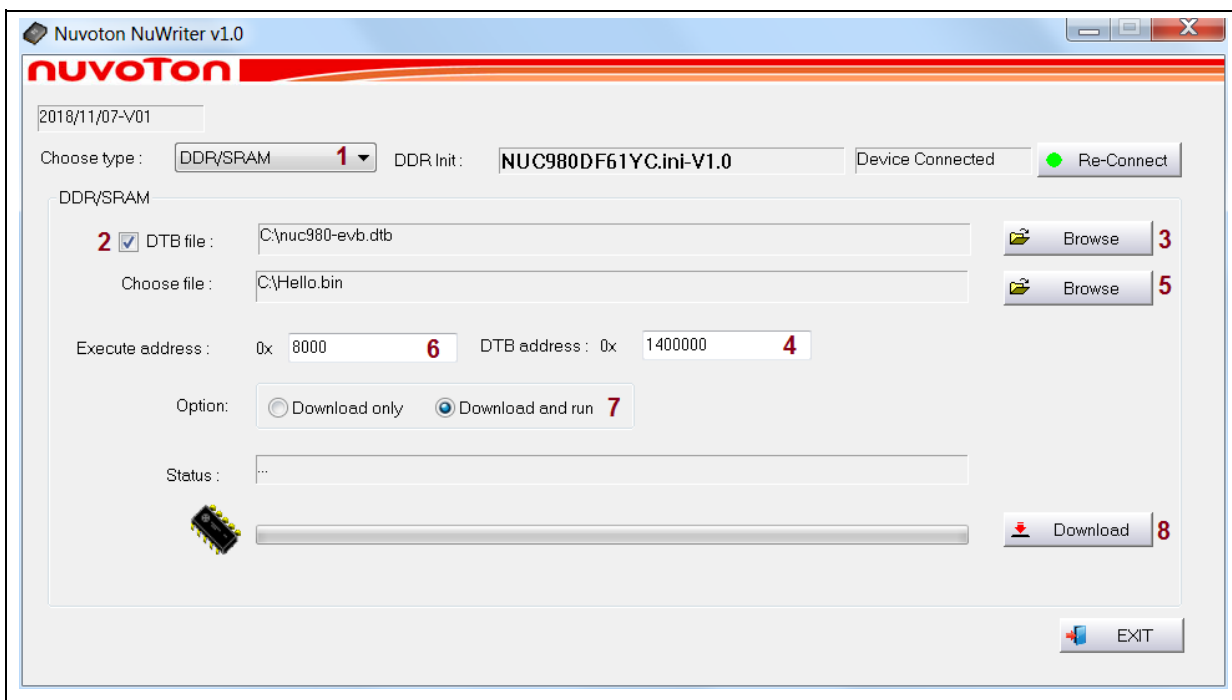 Nuvoton NuWriter v1.0
nuvoTon
2018/11/07-V01
Choose type : DDR/SRAM 1 DDR Init : NUC980DF61YC.ini-V1.0 Device Connected Re-Connect
DDR/SRAM
2 DTB file : C:\nuc980-evb.dtb Browse 3
Choose file : C:\Hello.bin Browse 5
Execute address : 0x 8000 6 DTB address : 0x 1400000 4
Option: Download only Download and run 7
Status : ...
Download 8
EXIT